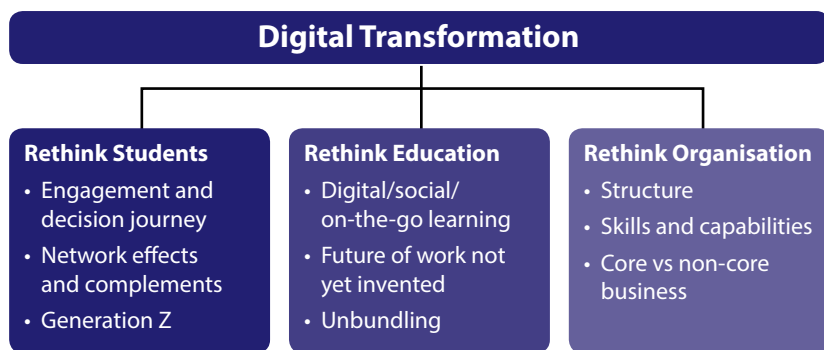 Digital Transformation
Rethink Students
• Engagement and
decision journey
• Network effects
and complements
• Generation Z
Rethink Education
• Digital/social/
on-the-go learning
• Future of work not
yet invented
• Unbundling
Rethink Organisation
• Structure
• Skills and capabilities
• Core vs non-core
business